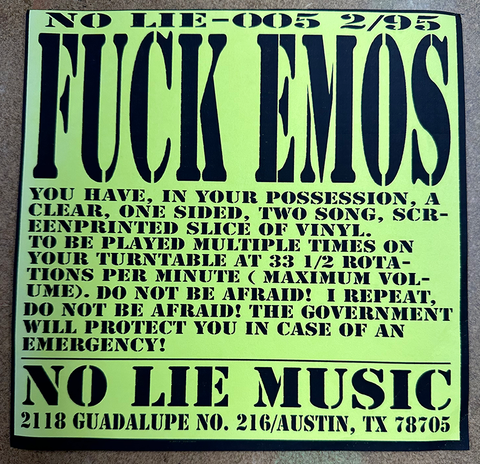 NO LIE-005 2/95
FUCK EMOS
YOU HAVE, IN YOUR POSSESSION, A
CLEAR, ONE SIDED, TWO SONG, SCR-
EENPRINTED SLICE OF VINYL.
TO BE PLAYED MULTIPLE TIMES ON
YOUR TURNTABLE AT 33 1/2 ROTA-
TIONS PER MINUTE ( MAXIMUM VOL-
UME). DO NOT BE AFRAID! I REPEAT,
DO NOT BE AFRAID! THE GOVERNMENT
WILL PROTECT YOU IN CASE OF AN
EMERGENCY!
NO LIE MUSIC
2118 GUADALUPE NO. 216/AUSTIN, TX 78705